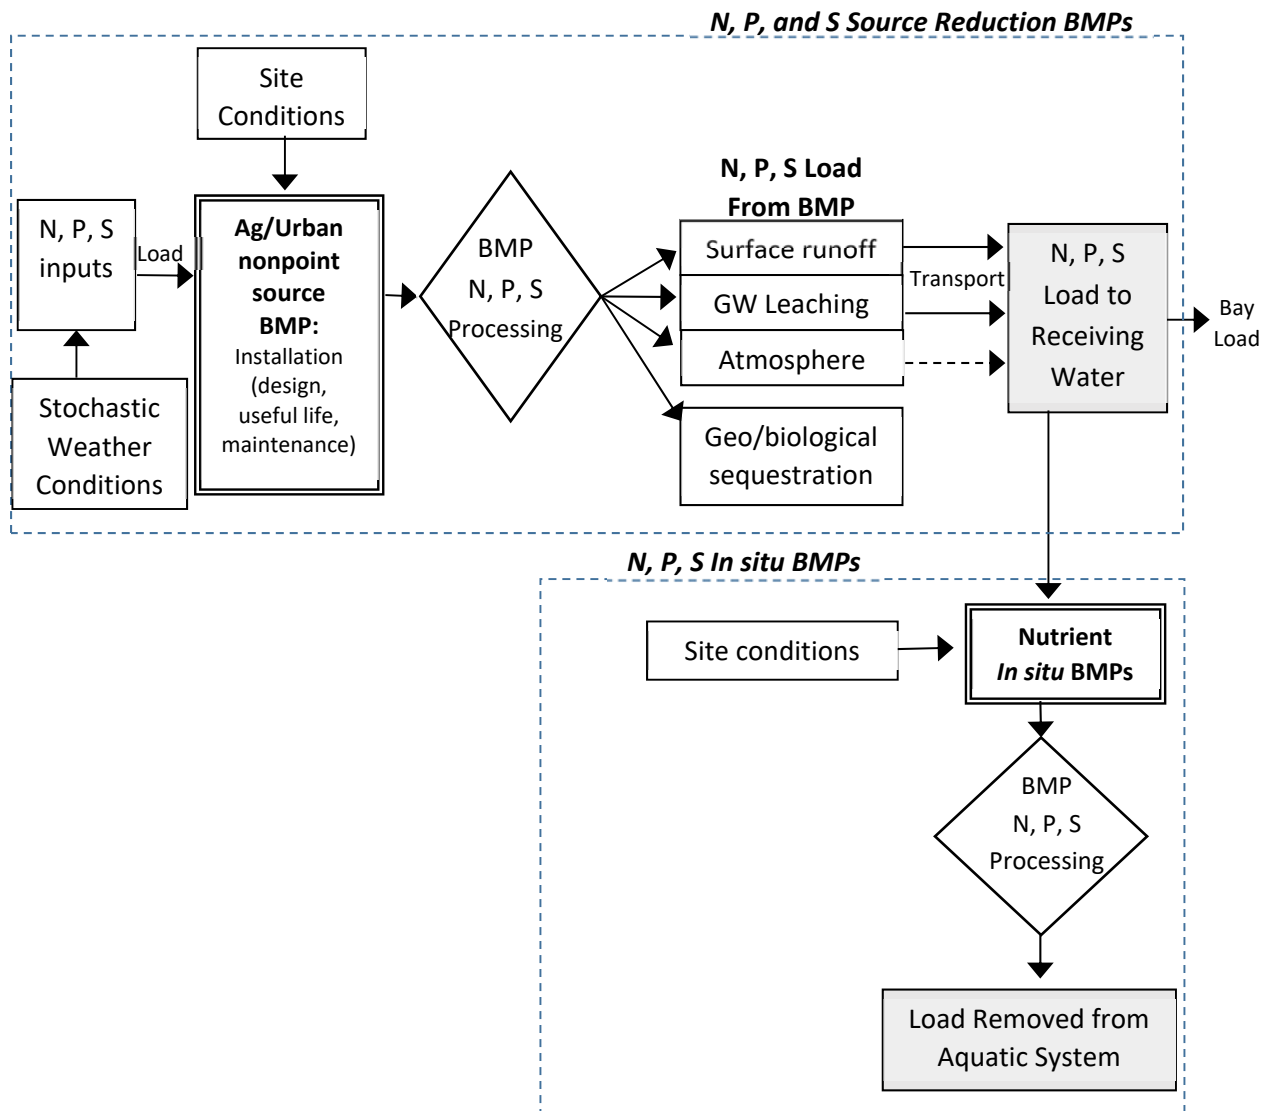 N, P, and S Source Reduction BMPs
Site
Conditions
N, P, S
inputs
Load
Stochastic
Weather
Conditions
Ag/Urban
nonpoint
source
BMP:
Installation
(design,
useful life,
maintenance)
BMP
N, P, S
Processing
N, P, S Load
From BMP
Surface runoff
GW Leaching
Atmosphere
Geo/biological
sequestration
Transport
N, P, S
Load to
Receiving
Water
Bay
Load
N, P, S In situ BMPs
Site conditions
Nutrient
In situ BMPs
BMP
N, P, S
Processing
Load Removed from
Aquatic System